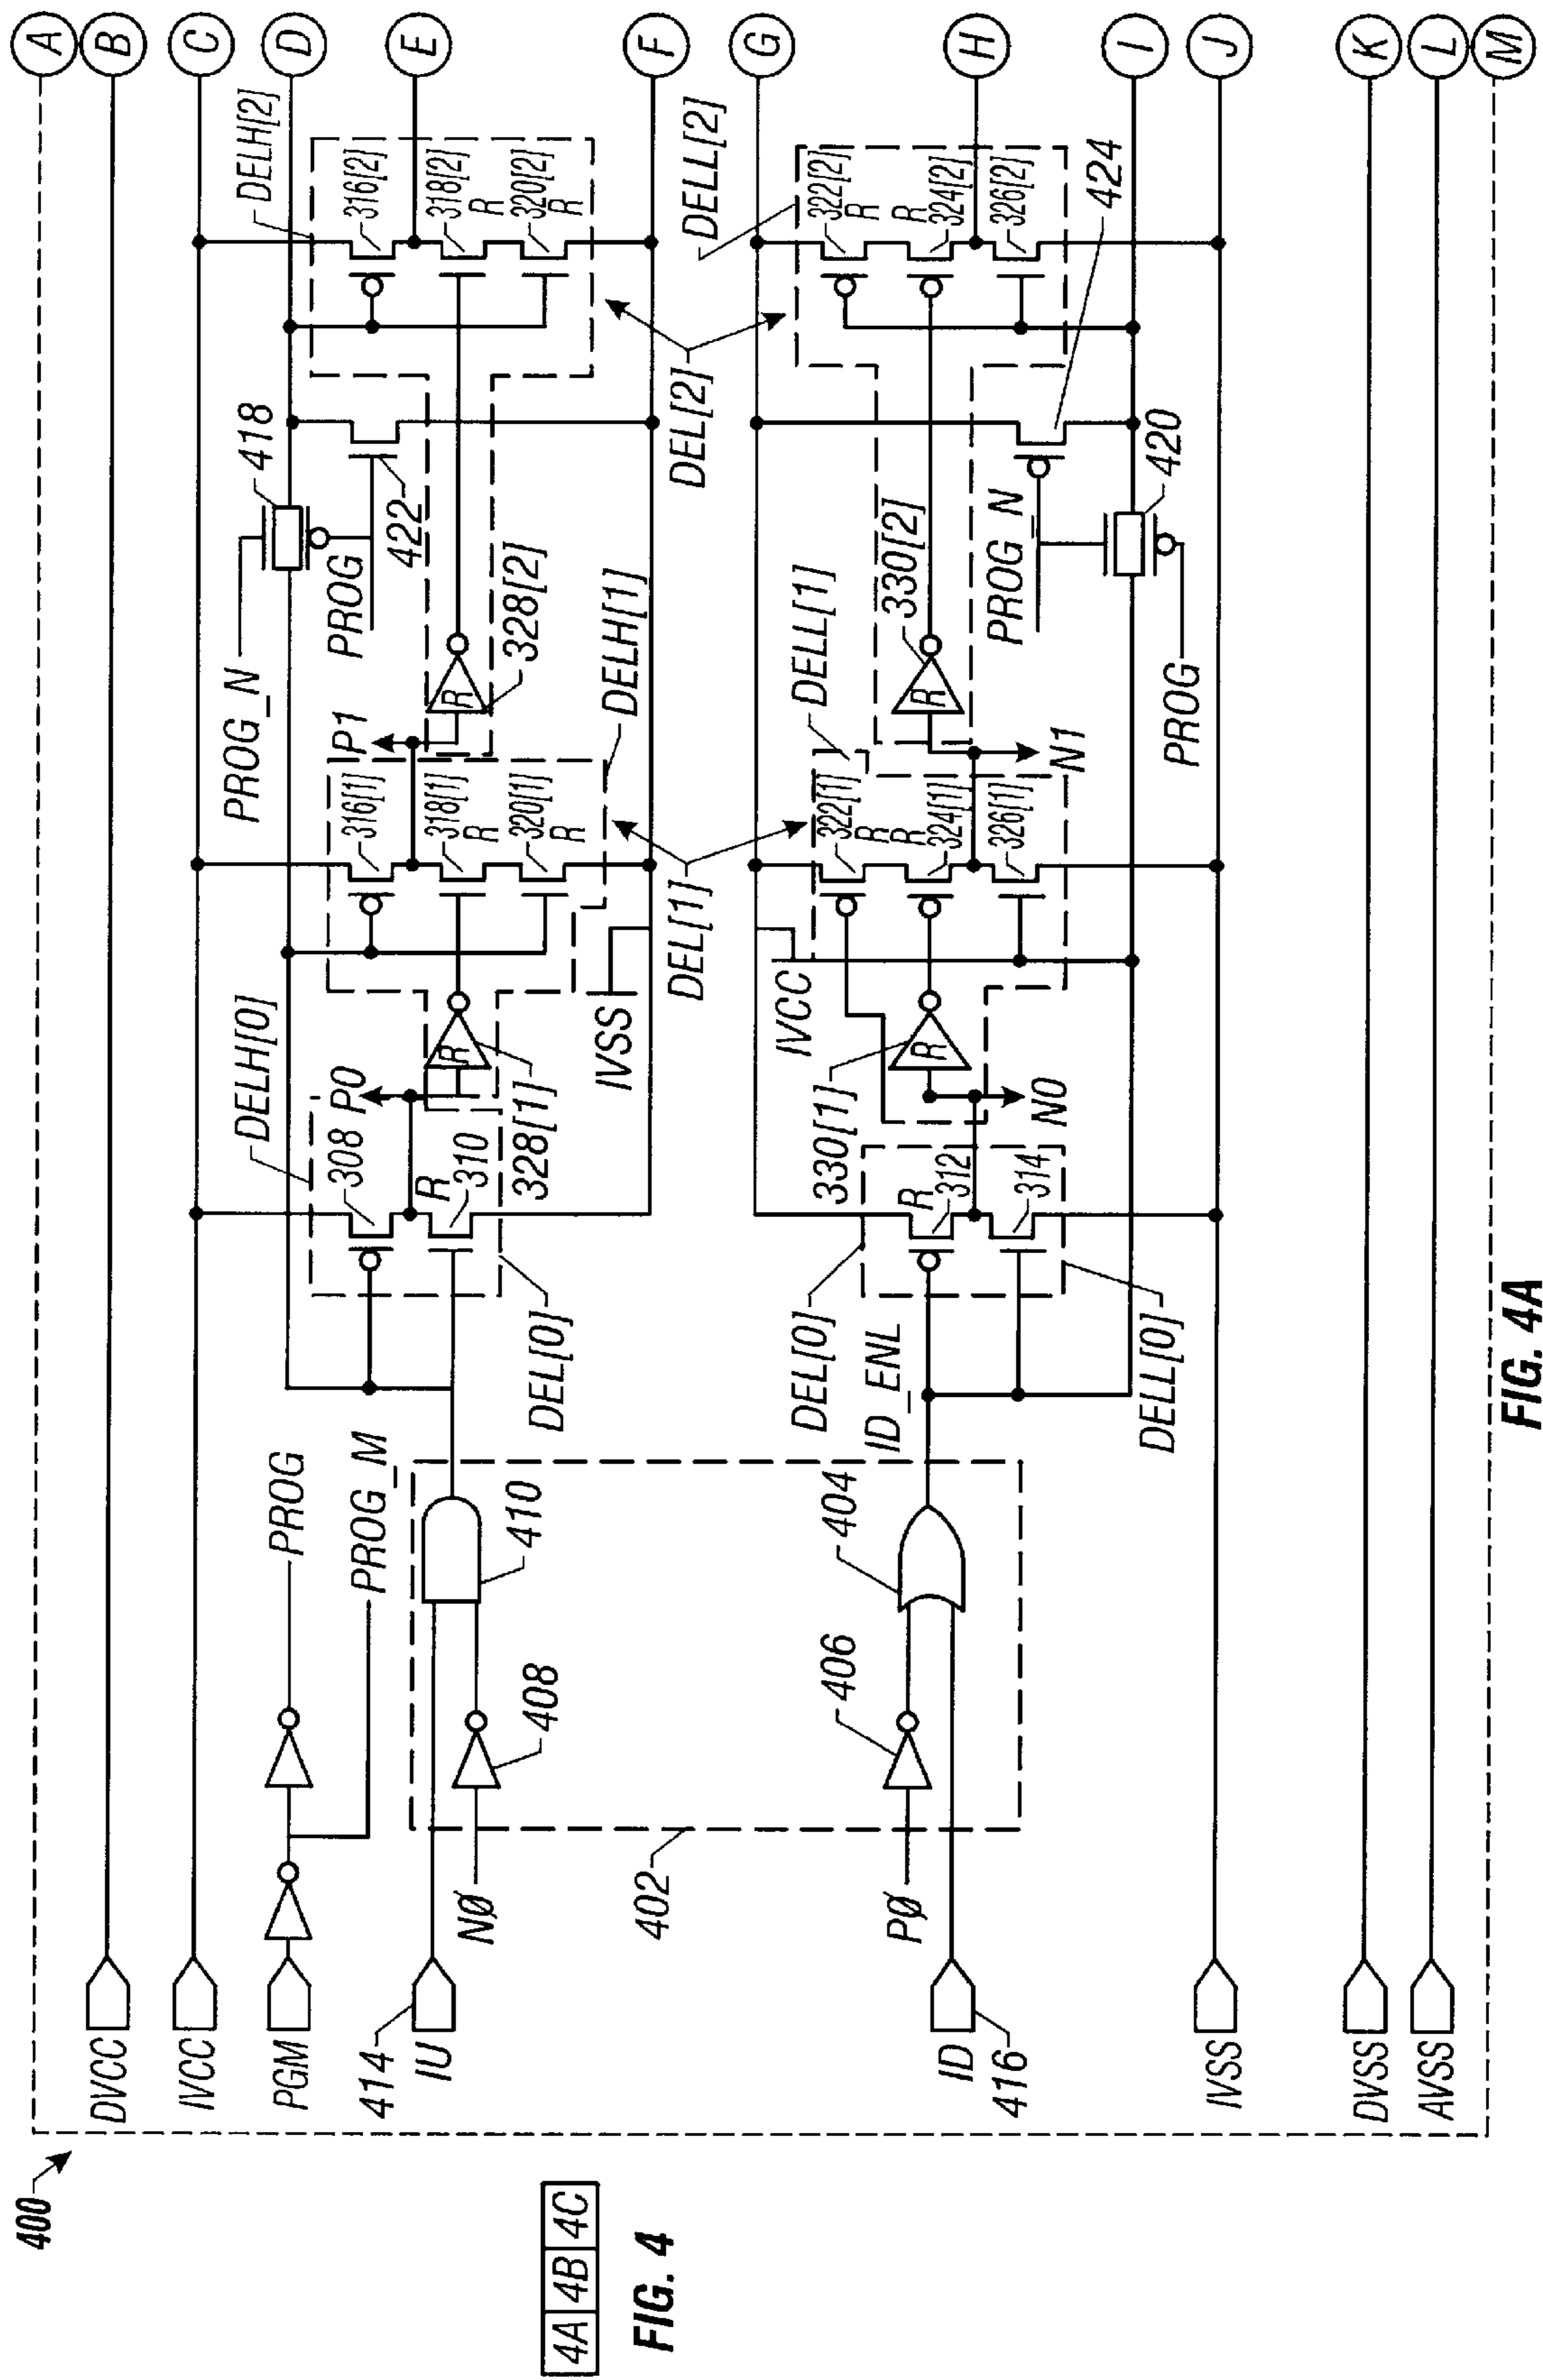 400
4A 4B 4C
FIG. 4
A
B
C
D
E
F
G
H
I
J
K
L
M
DVCC
IVCC
PGM
414
IU
ID
416
IVSS
DVSS
AVSS
PROG
PROG_M
NØ
408
410
402
PØ
406
404
ID_ENL
DELH[0]
308
P0
R
310
DEL[0]
328[1]
R
IVSS
DEL[0]
R
312
314
DELL[0]
330[1]
R
N0
IVCC
DEL[1]
316[1]
318[1]
R
320[1]
R
DELH[1]
P1
322[1]
R
R
324[1]
326[1]
DELL[1]
N1
PROG_N
418
PROG
422
328[2]
R
330[2]
R
PROG_N
PROG
420
424
DEL[2]
DELH[2]
316[2]
318[2]
R
320[2]
R
DELL[2]
322[2]
R
R
324[2]
326[2]
FIG. 4A